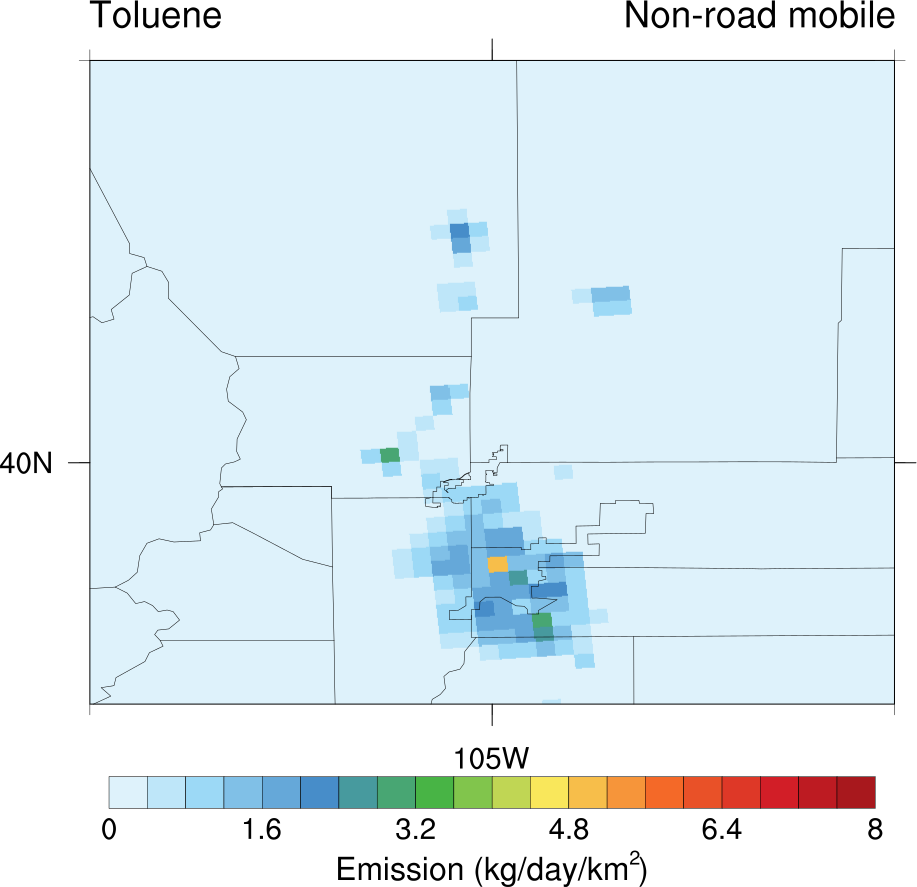 Toluene Non-road mobile
40N
105W
0 1.6 3.2 4.8 6.4 8
Emission (kg/day/km²)